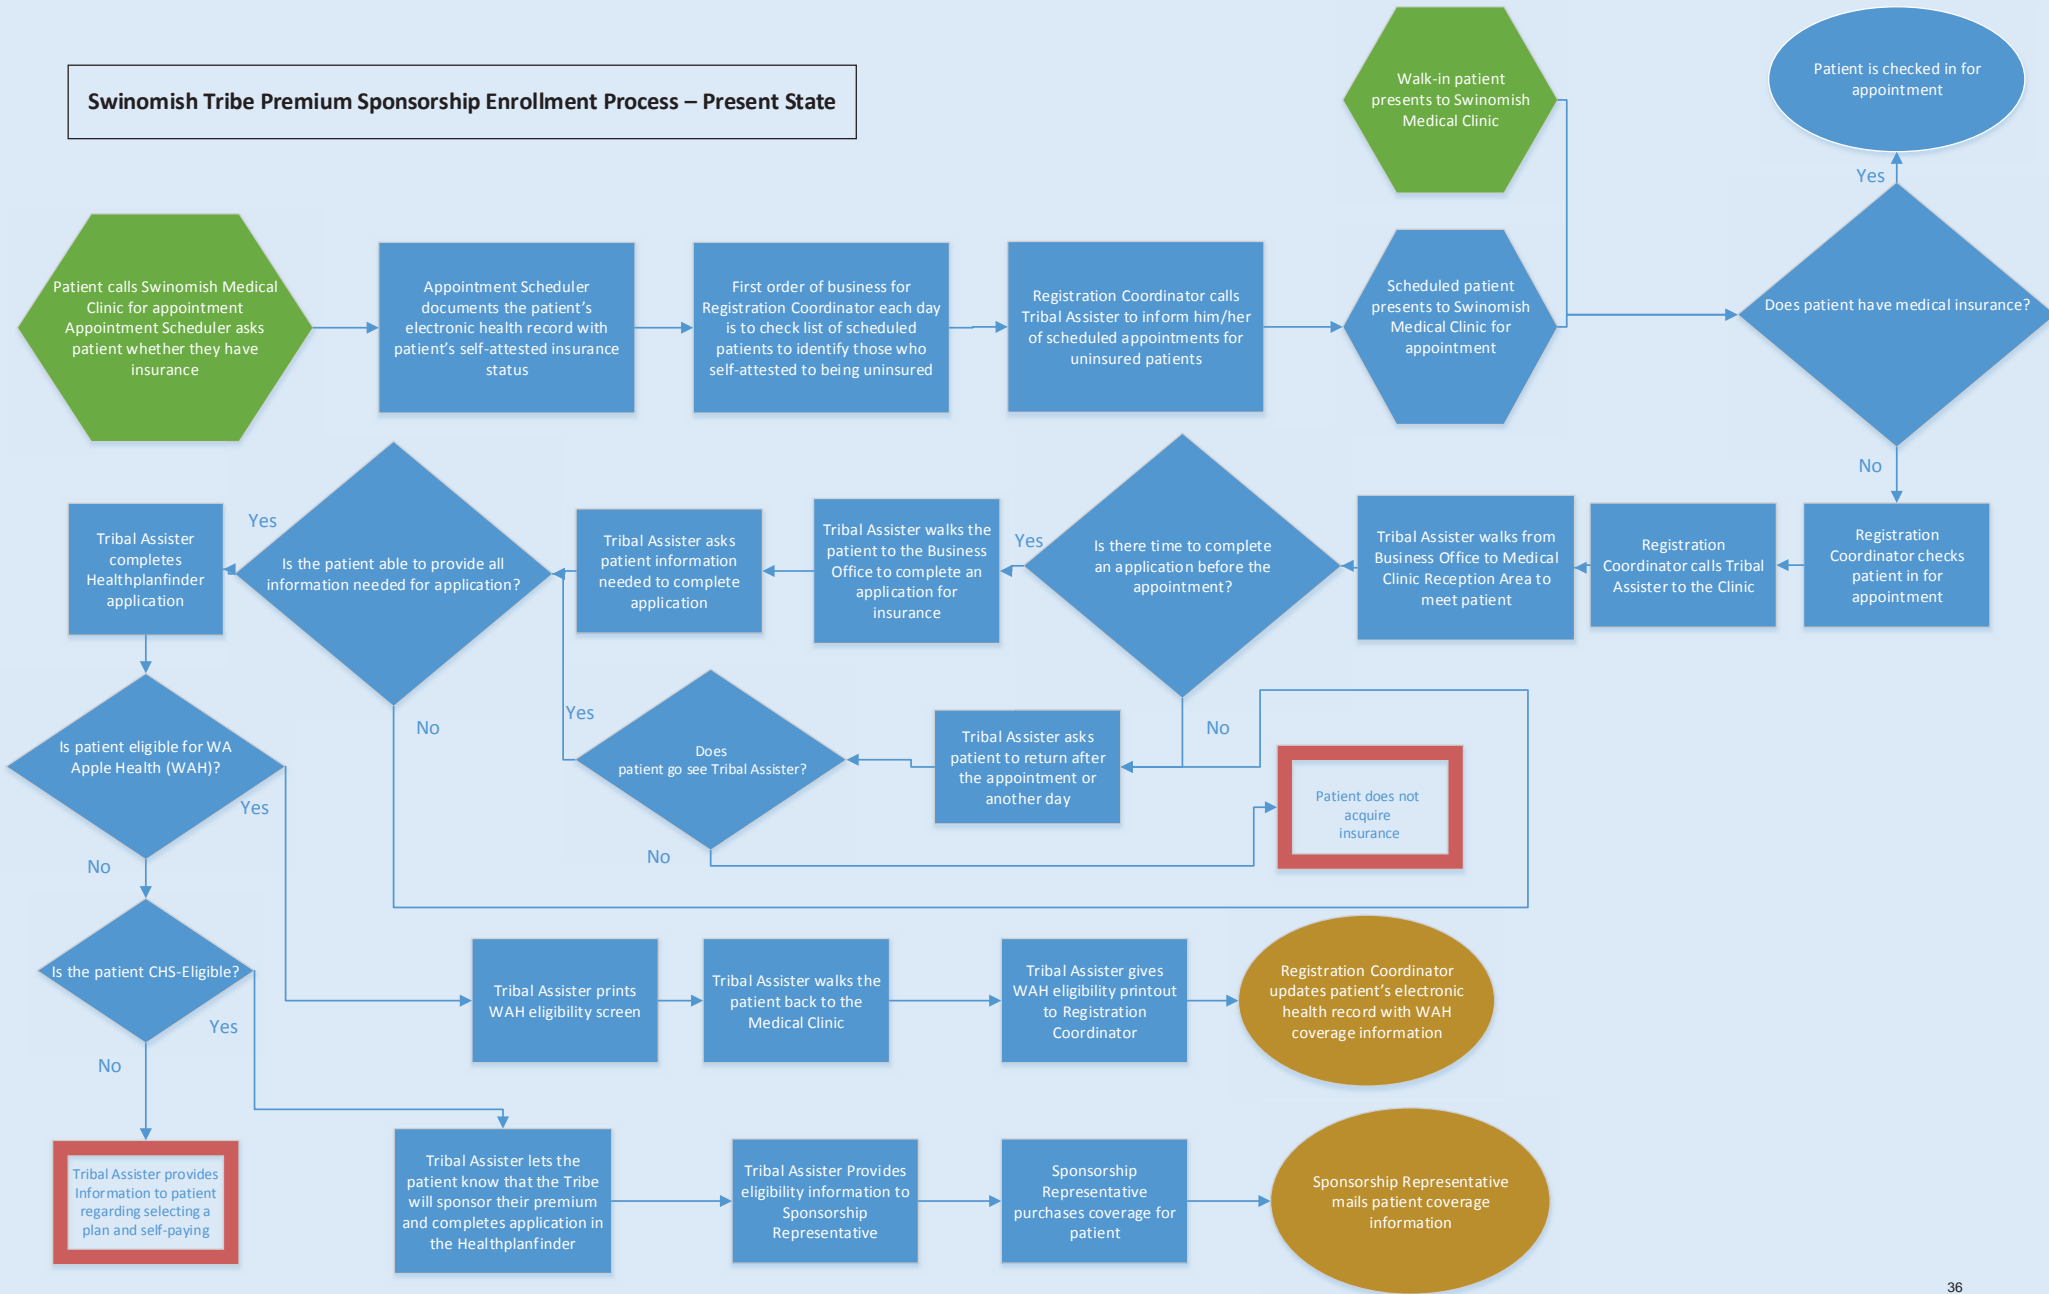 Swinomish Tribe Premium Sponsorship Enrollment Process – Present State
Walk-in patient
presents to Swinomish
Medical Clinic
Patient is checked in for
appointment
Yes
Patient calls Swinomish Medical
Clinic for appointment
Appointment Scheduler asks
patient whether they have
insurance
Appointment Scheduler
documents the patient’s
electronic health record with
patient’s self-attested insurance
status
First order of business for
Registration Coordinator each day
is to check list of scheduled
patients to identify those who
self-attested to being uninsured
Registration Coordinator calls
Tribal Assister to inform him/her
of scheduled appointments for
uninsured patients
Scheduled patient
presents to Swinomish
Medical Clinic for
appointment
Does patient have medical insurance?
No
Registration
Coordinator checks
patient in for
appointment
Registration
Coordinator calls Tribal
Assister to the Clinic
Tribal Assister walks from
Business Office to Medical
Clinic Reception Area to
meet patient
Is there time to complete
an application before the
appointment?
Yes
Tribal Assister walks the
patient to the Business
Office to complete an
application for
insurance
Tribal Assister asks
patient information
needed to complete
application
Is the patient able to provide all
information needed for application?
Yes
Tribal Assister
completes
Healthplanfinder
application
No
No
Tribal Assister asks
patient to return after
the appointment or
another day
Does
patient go see Tribal Assister?
Yes
No
Patient does not
acquire
insurance
Is patient eligible for WA
Apple Health (WAH)?
Yes
No
Tribal Assister prints
WAH eligibility screen
Tribal Assister walks the
patient back to the
Medical Clinic
Tribal Assister gives
WAH eligibility printout
to Registration
Coordinator
Registration Coordinator
updates patient’s electronic
health record with WAH
coverage information
Is the patient CHS-Eligible?
Yes
No
Tribal Assister provides
Information to patient
regarding selecting a
plan and self-paying
Tribal Assister lets the
patient know that the Tribe
will sponsor their premium
and completes application in
the Healthplanfinder
Tribal Assister Provides
eligibility information to
Sponsorship
Representative
Sponsorship
Representative
purchases coverage for
patient
Sponsorship Representative
mails patient coverage
information
36